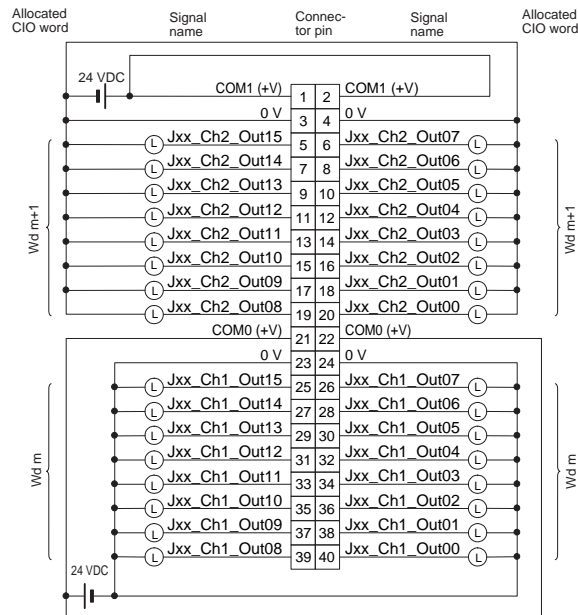 Allocated CIO word Signal name Connec-tor pin Signal name Allocated CIO word
24 VDC
COM1 (+V) 1 2 COM1 (+V)
0 V 3 4 0 V
L Jxx_Ch2_Out15 5 6 Jxx_Ch2_Out07 L
L Jxx_Ch2_Out14 7 8 Jxx_Ch2_Out06 L
L Jxx_Ch2_Out13 9 10 Jxx_Ch2_Out05 L
L Jxx_Ch2_Out12 11 12 Jxx_Ch2_Out04 L
L Jxx_Ch2_Out11 13 14 Jxx_Ch2_Out03 L
L Jxx_Ch2_Out10 15 16 Jxx_Ch2_Out02 L
L Jxx_Ch2_Out09 17 18 Jxx_Ch2_Out01 L
L Jxx_Ch2_Out08 19 20 Jxx_Ch2_Out00 L
Wd m+1
Wd m+1
COM0 (+V) 21 22 COM0 (+V)
0 V 23 24 0 V
L Jxx_Ch1_Out15 25 26 Jxx_Ch1_Out07 L
L Jxx_Ch1_Out14 27 28 Jxx_Ch1_Out06 L
L Jxx_Ch1_Out13 29 30 Jxx_Ch1_Out05 L
L Jxx_Ch1_Out12 31 32 Jxx_Ch1_Out04 L
L Jxx_Ch1_Out11 33 34 Jxx_Ch1_Out03 L
L Jxx_Ch1_Out10 35 36 Jxx_Ch1_Out02 L
L Jxx_Ch1_Out09 37 38 Jxx_Ch1_Out01 L
L Jxx_Ch1_Out08 39 40 Jxx_Ch1_Out00 L
Wd m
Wd m
24 VDC